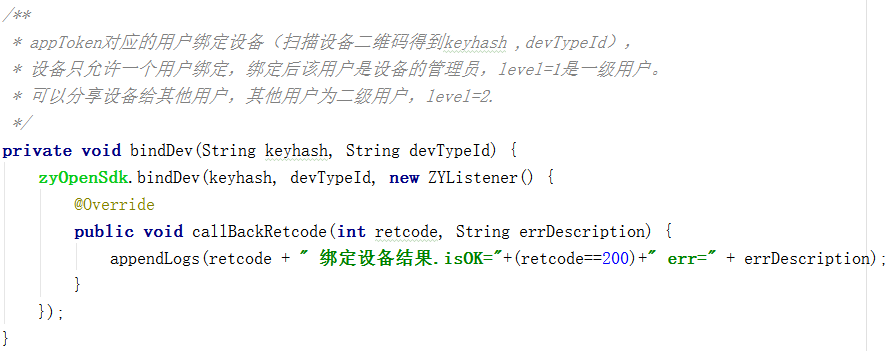 /**
 * appToken对应的用户绑定设备（扫描设备二维码得到keyhash ,devTypeId），
 * 设备只允许一个用户绑定，绑定后该用户是设备的管理员，level=1是一级用户。
 * 可以分享设备给其他用户，其他用户为二级用户，level=2.
 */
private void bindDev(String keyhash, String devTypeId) {
    zyOpenSdk.bindDev(keyhash, devTypeId, new ZYListener() {
        @Override
        public void callBackRetcode(int retcode, String errDescription) {
            appendLogs(retcode + " 绑定设备结果.isOK="+(retcode==200)+" err=" + errDescription);
        }
    });
}